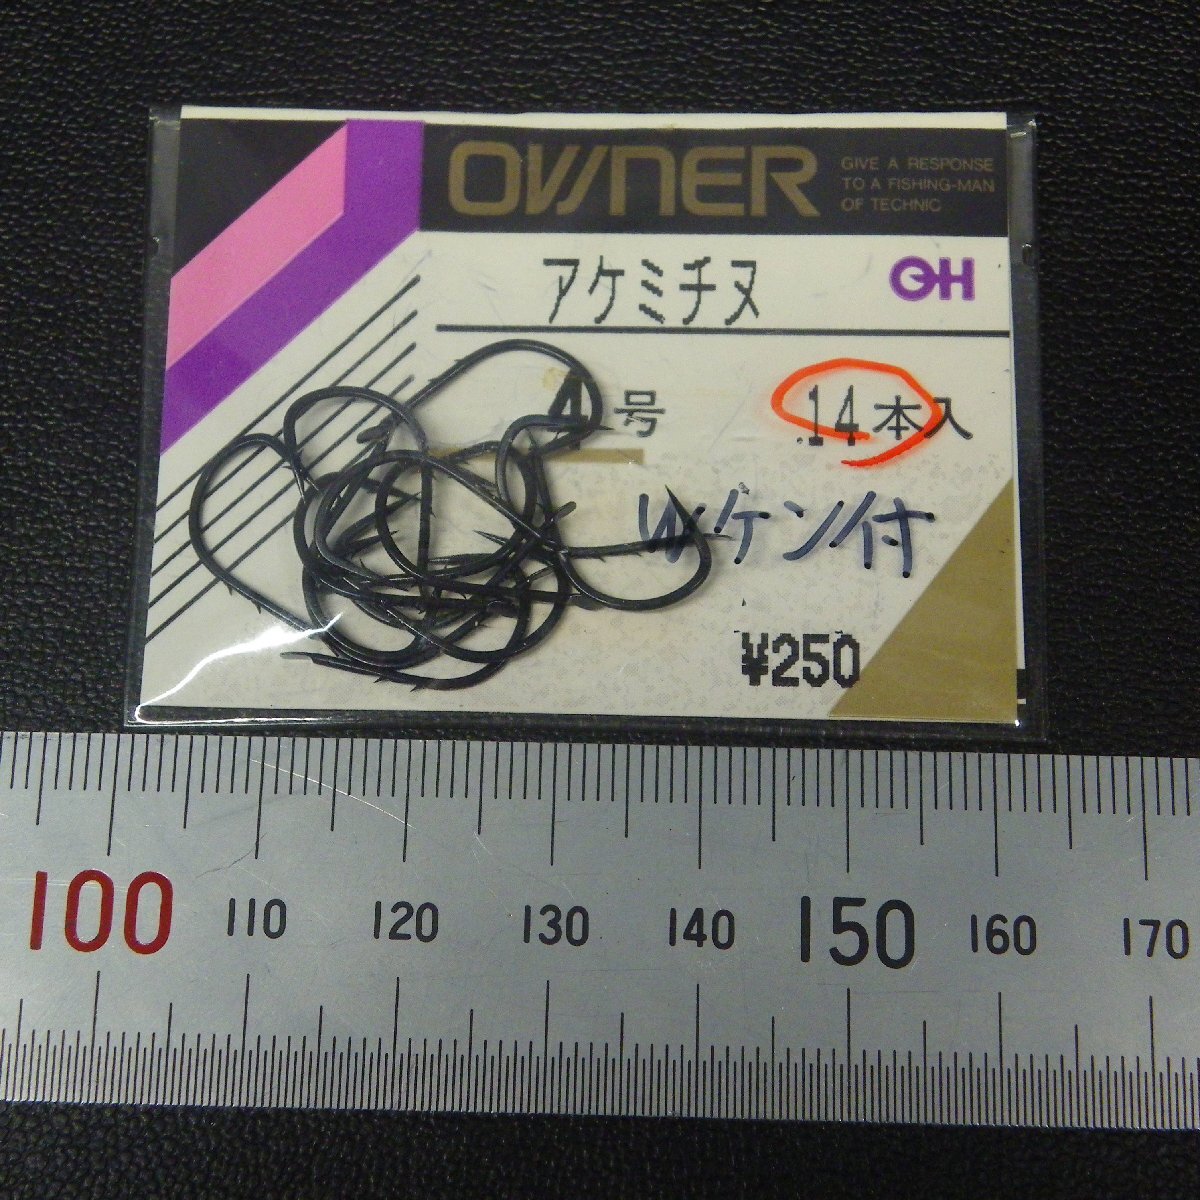 OWNER
GIVE A RESPONSE
TO A FISHING-MAN
OF TECHNIC
アケミチヌ
OH
4号
14本入
Wケン付
¥250
100 110 120 130 140 150 160 170